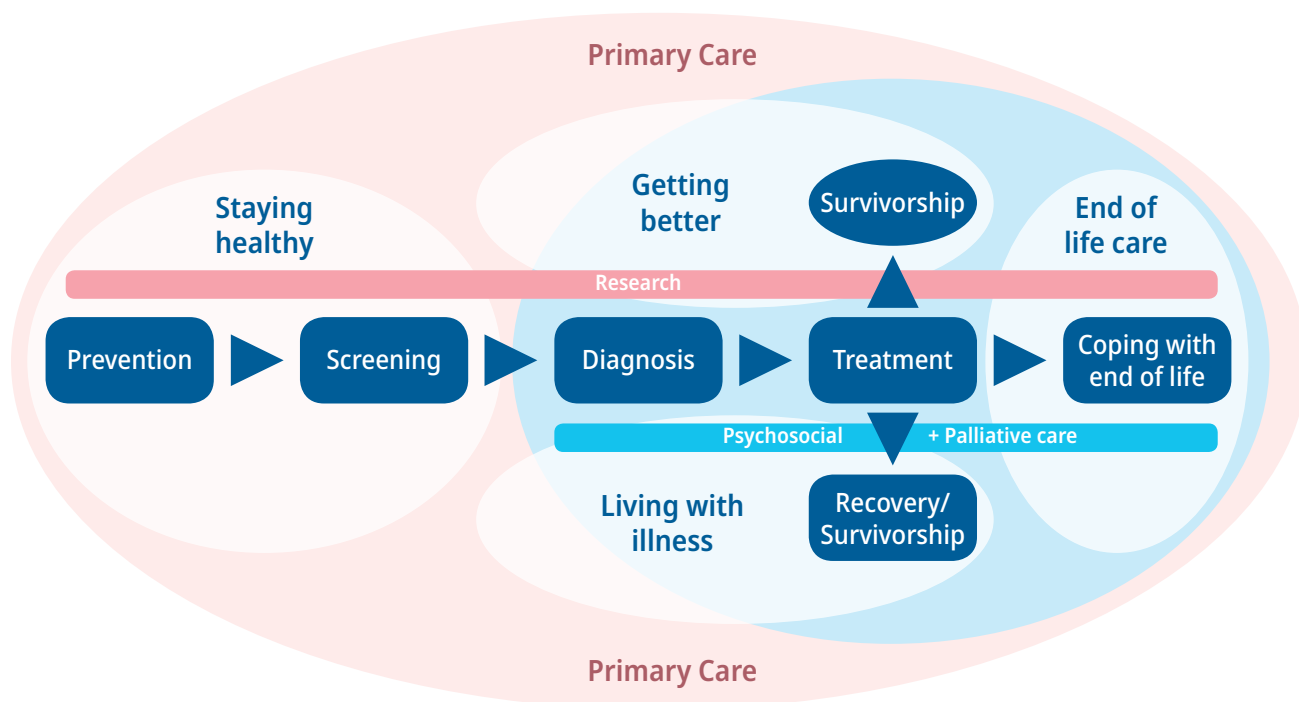 Primary Care
Getting
better
Survivorship
Staying
healthy
End of
life care
Research
Prevention
Screening
Diagnosis
Treatment
Coping with
end of life
Psychosocial + Palliative care
Living with
illness
Recovery/
Survivorship
Primary Care